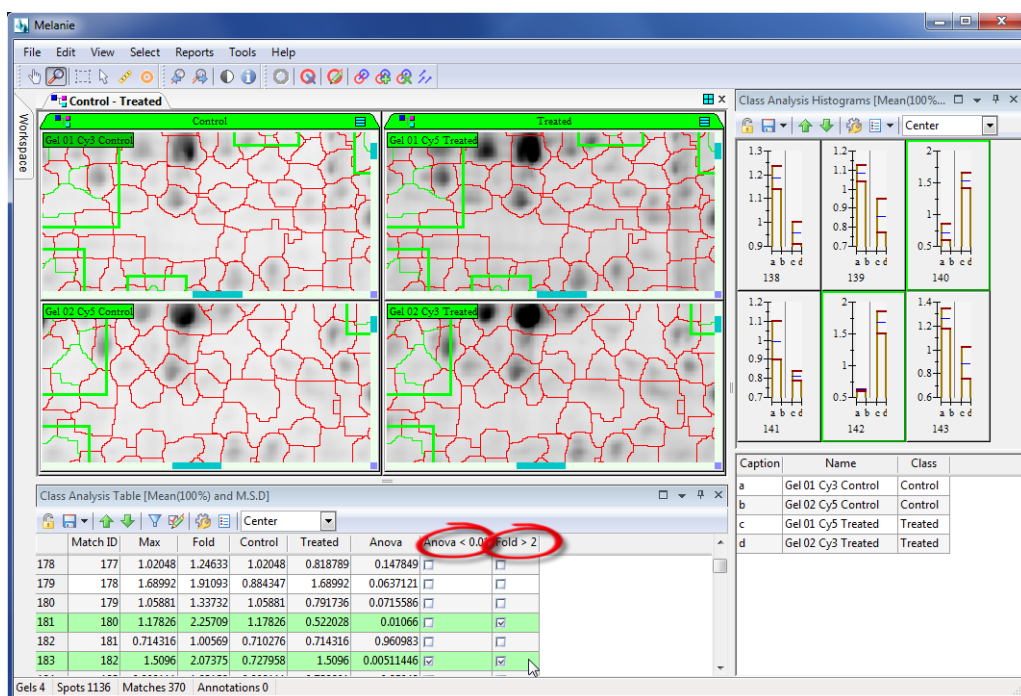 Melanie
File Edit View Select Reports Tools Help
Workspace
Control - Treated
Control
Treated
Gel 01 Cy3 Control
Gel 01 Cy5 Treated
Gel 02 Cy5 Control
Gel 02 Cy3 Treated
Class Analysis Histograms [Mean(100%...
Center
1.3 1.2 1.1 1 0.9
a b c d
138
1.2 1.1 1 0.9 0.8 0.7
a b c d
139
2 1.5 1 0.5
a b c d
140
1.2 1.1 1 0.9 0.8 0.7
a b c d
141
2 1.5 1 0.5
a b c d
142
1.4 1.2 1 0.8 0.6
a b c d
143
Caption Name Class
a Gel 01 Cy3 Control Control
b Gel 02 Cy5 Control Control
c Gel 01 Cy5 Treated Treated
d Gel 02 Cy3 Treated Treated
Class Analysis Table [Mean(100%) and M.S.D]
Center
Match ID Max Fold Control Treated Anova Anova < 0.01 Fold > 2
178 177 1.02048 1.24633 1.02048 0.818789 0.147849
179 178 1.68992 1.91093 0.884347 1.68992 0.0637121
180 179 1.05881 1.33732 1.05881 0.791736 0.0715586
181 180 1.17826 2.25709 1.17826 0.522028 0.01066
182 181 0.714316 1.00569 0.710276 0.714316 0.960983
183 182 1.5096 2.07375 0.727958 1.5096 0.00511446
Gels 4 Spots 1136 Matches 370 Annotations 0